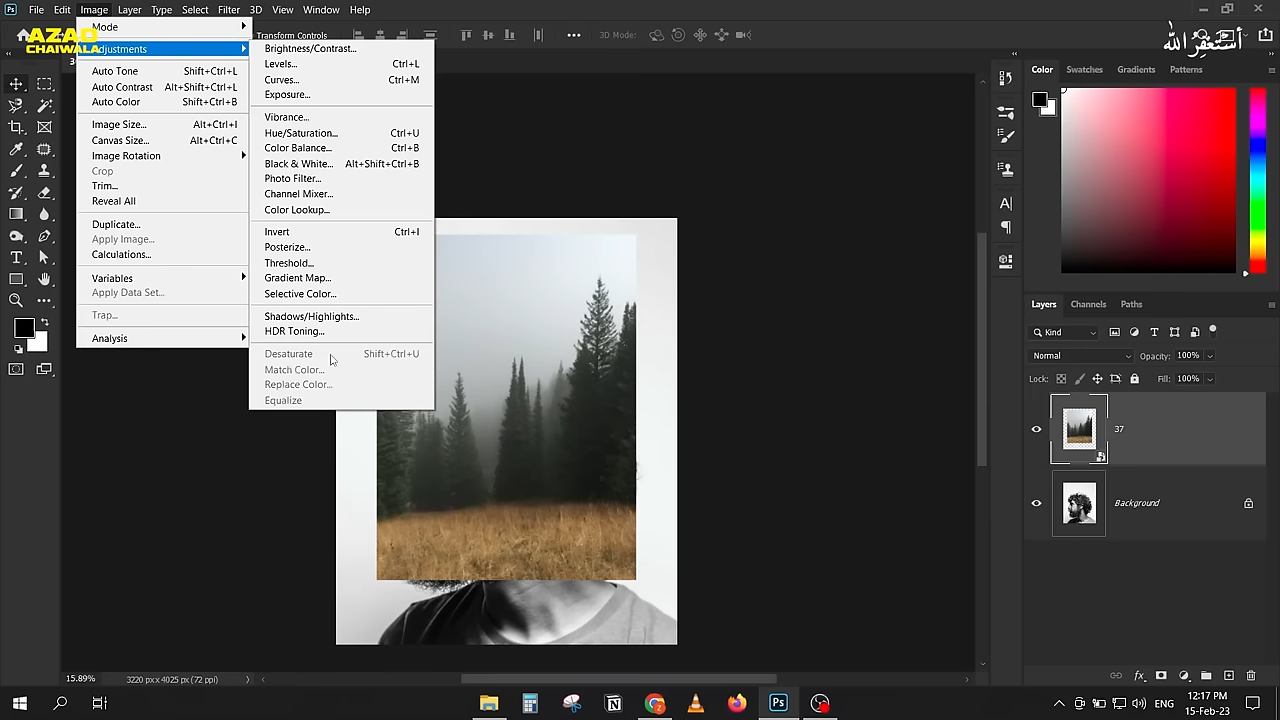 Ps File Edit Image Layer Type Select Filter 3D View Window Help
AZAD
CHAIWALA
أستغفر الله
Transform Controls
3D Mode:
Mode
Adjustments
Auto Tone Shift+Ctrl+L
Auto Contrast Alt+Shift+Ctrl+L
Auto Color Shift+Ctrl+B
Image Size... Alt+Ctrl+I
Canvas Size... Alt+Ctrl+C
Image Rotation
Crop
Trim...
Reveal All
Duplicate...
Apply Image...
Calculations...
Variables
Apply Data Set...
Trap...
Analysis
Brightness/Contrast...
Levels... Ctrl+L
Curves... Ctrl+M
Exposure...
Vibrance...
Hue/Saturation... Ctrl+U
Color Balance... Ctrl+B
Black & White... Alt+Shift+Ctrl+B
Photo Filter...
Channel Mixer...
Color Lookup...
Invert Ctrl+I
Posterize...
Threshold...
Gradient Map...
Selective Color...
Shadows/Highlights...
HDR Toning...
Desaturate Shift+Ctrl+U
Match Color...
Replace Color...
Equalize
Color Swatches Gradients Patterns
Layers Channels Paths
Kind
Normal Opacity: 100%
Lock: Fill: 100%
37
Background
15.89% 3220 px x 4025 px (72 ppi)
Ps
ENG
12:17 PM
15-Feb-23